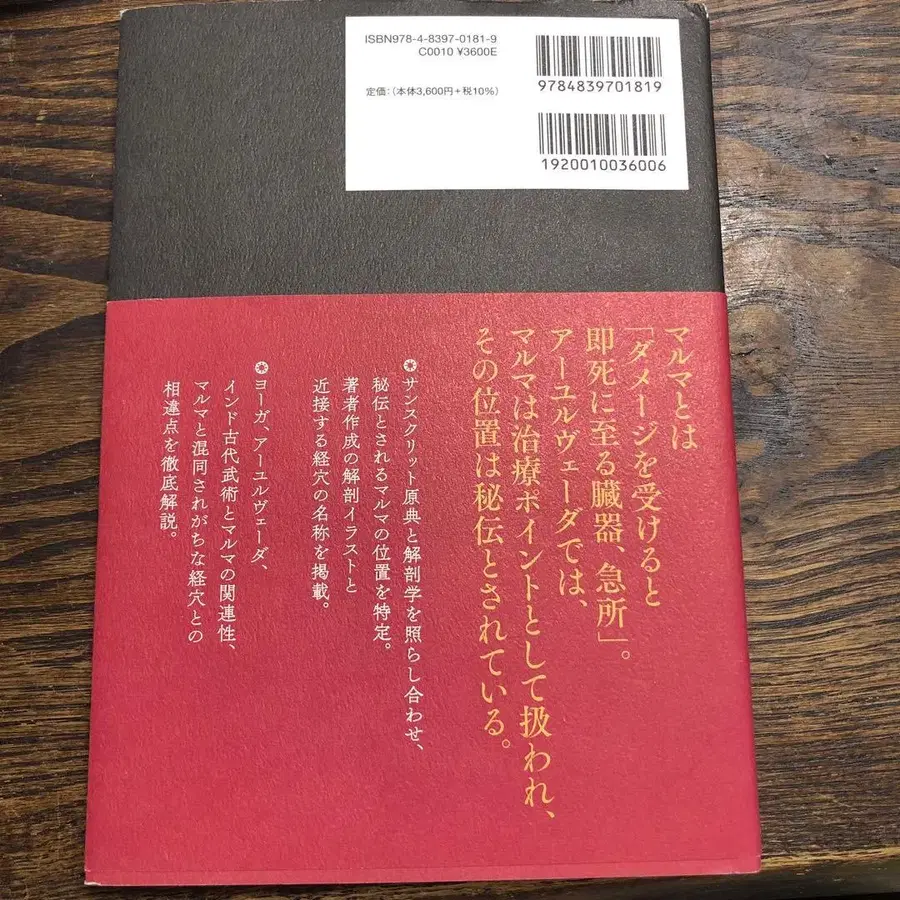 ISBN978-4-8397-0181-9
C0010 ¥3600E
定価：（本体3,600円＋税10％）
9784839701819
1920010036006
マルマとは
「ダメージを受けると
即死に至る臓器、急所」。
アーユルヴェーダでは、
マルマは治療ポイントとして扱われ、
その位置は秘伝とされている。
サンスクリット原典と解剖学を照らし合わせ、
秘伝とされるマルマの位置を特定。
著者作成の解剖イラストと
近接する経穴の名称を掲載。
ヨーガ、アーユルヴェーダ、
インド古代武術とマルマの関連性、
マルマと混同されがちな経穴との
相違点を徹底解説。